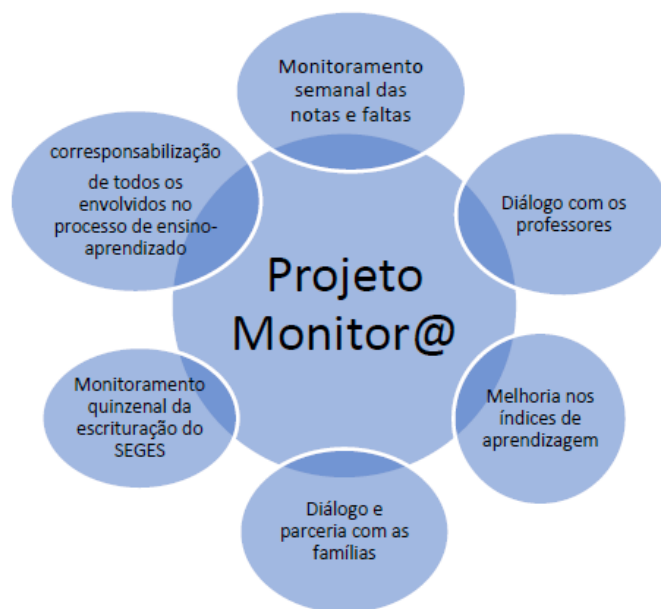 Monitoramento
semanal das
notas e faltas
corresponsabilização
de todos os
envolvidos no
processo de ensino-
aprendizado
Diálogo com os
professores
Projeto
Monitor@
Monitoramento
quinzenal da
escrituração do
SEGES
Melhoria nos
índices de
aprendizagem
Diálogo e
parceria com as
famílias